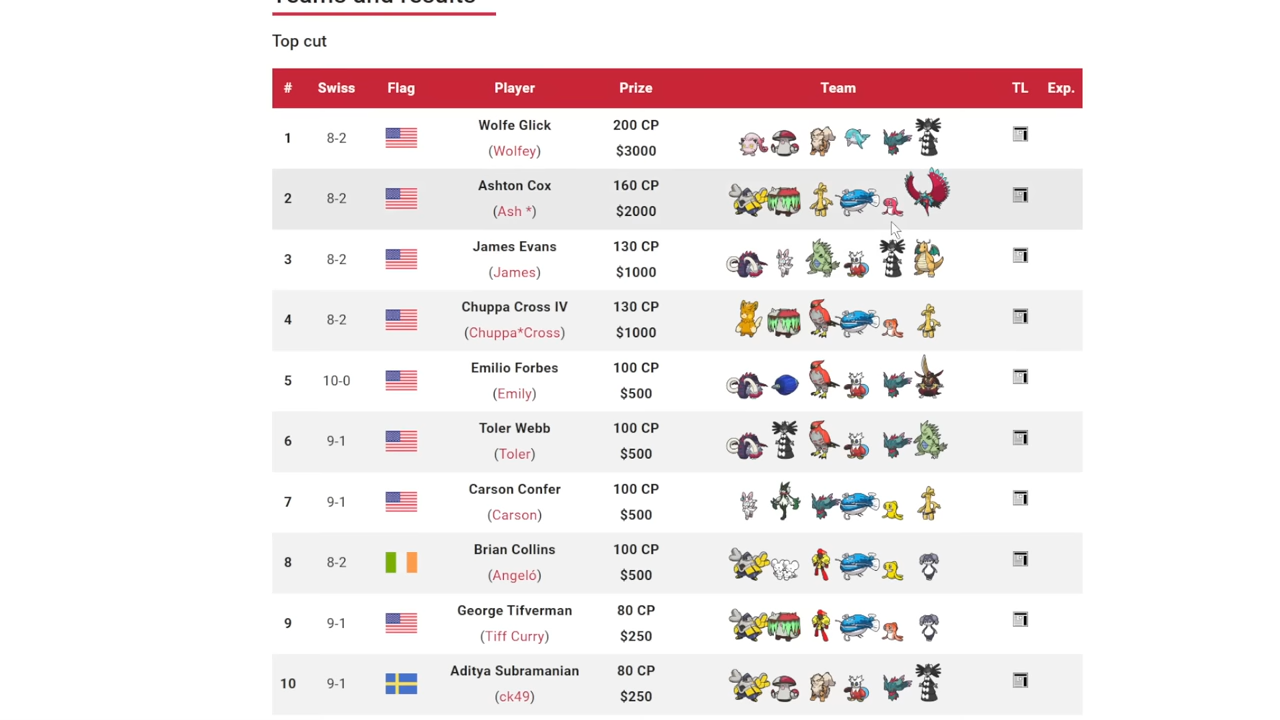 Teams and results
Top cut
# Swiss Flag Player Prize Team TL Exp.
1 8-2 Wolfe Glick (Wolfey) 200 CP $3000
2 8-2 Ashton Cox (Ash *) 160 CP $2000
3 8-2 James Evans (James) 130 CP $1000
4 8-2 Chuppa Cross IV (Chuppa*Cross) 130 CP $1000
5 10-0 Emilio Forbes (Emily) 100 CP $500
6 9-1 Toler Webb (Toler) 100 CP $500
7 9-1 Carson Confer (Carson) 100 CP $500
8 8-2 Brian Collins (Angeló) 100 CP $500
9 9-1 George Tifverman (Tiff Curry) 80 CP $250
10 9-1 Aditya Subramanian (ck49) 80 CP $250